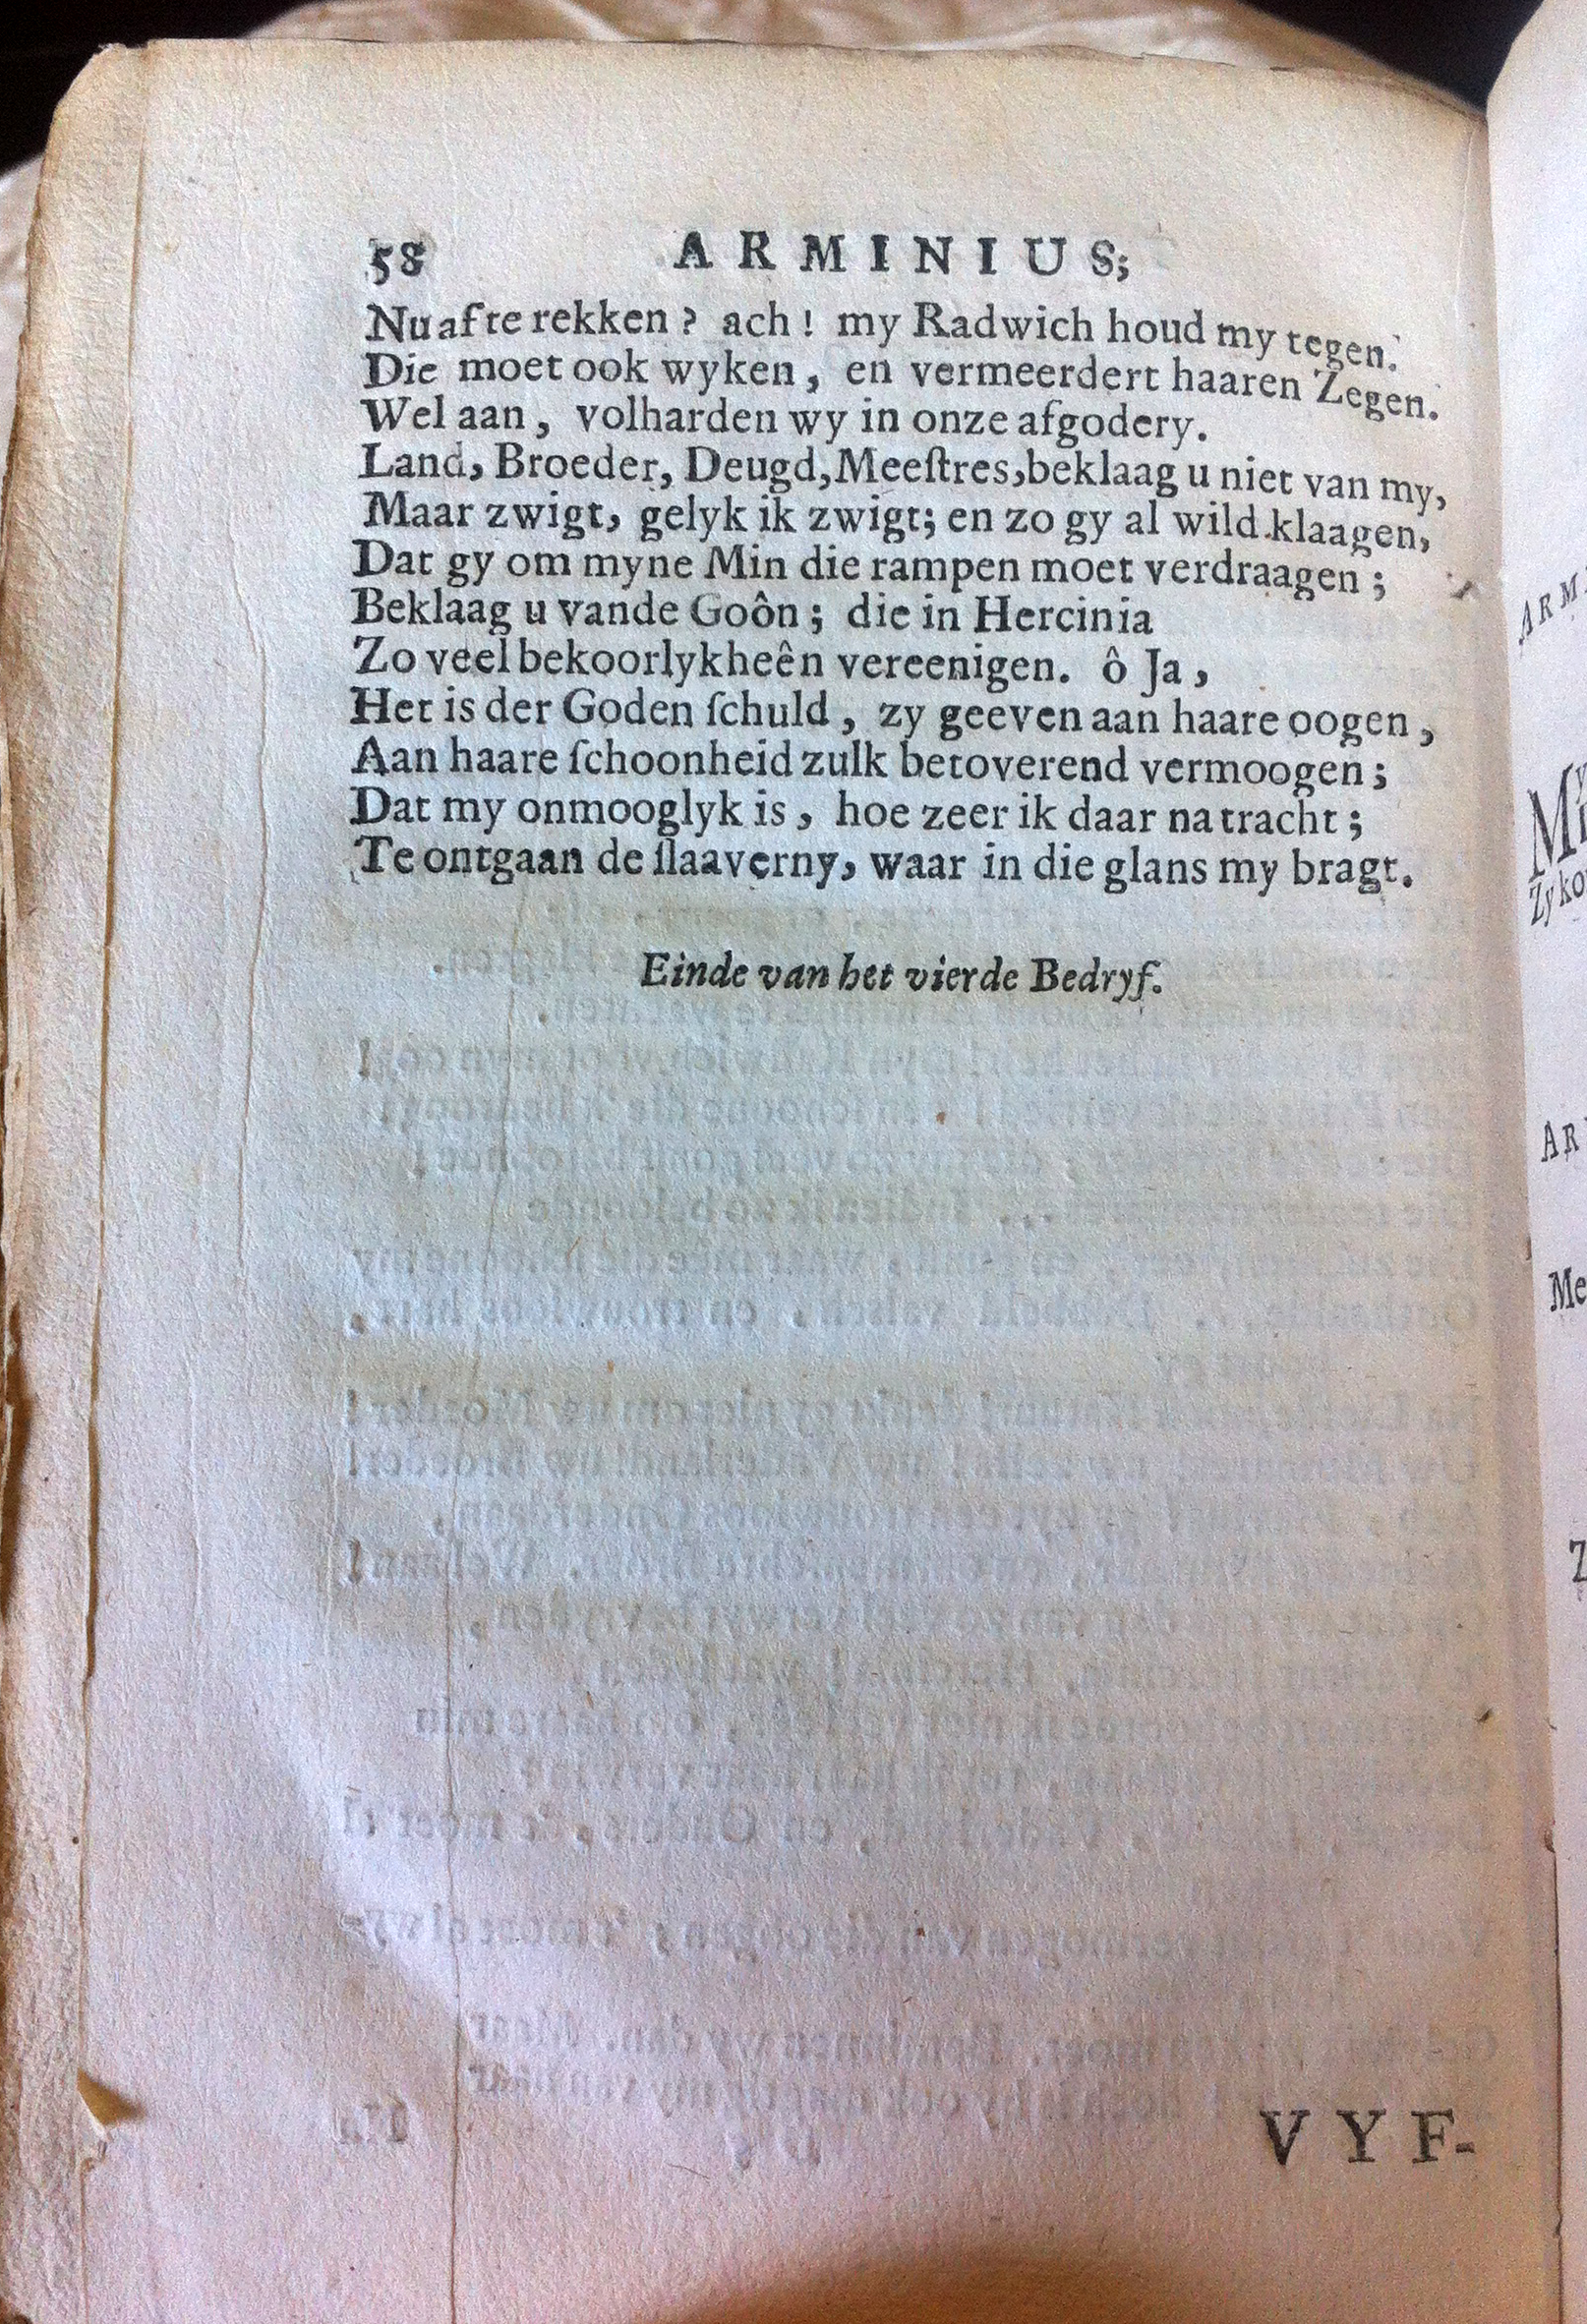 58 ARMINIUS;
Nu af te rekken? ach! my Radwich houd my tegen.
Die moet ook wyken, en vermeerdert haaren Zegen.
Wel aan, volharden wy in onze afgodery.
Land, Broeder, Deugd, Meeſtres, beklaag u niet van my,
Maar zwigt, gelyk ik zwigt; en zo gy al wild klaagen,
Dat gy om myne Min die rampen moet verdraagen;
Beklaag u vande Goôn; die in Hercinia
Zo veel bekoorlykheên vereenigen. ô Ja,
Het is der Goden ſchuld, zy geeven aan haare oogen,
Aan haare ſchoonheid zulk betoverend vermoogen;
Dat my onmooglyk is, hoe zeer ik daar na tracht;
Te ontgaan de ſlaaverny, waar in die glans my bragt.
Einde van het vierde Bedryf.
VYF-